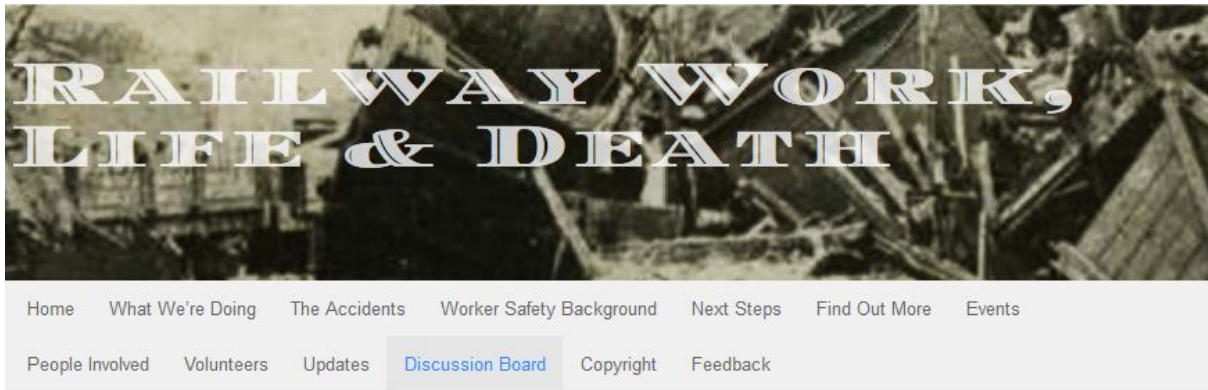 Railway Work,
Life & Death
Home What We're Doing The Accidents Worker Safety Background Next Steps Find Out More Events
People Involved Volunteers Updates Discussion Board Copyright Feedback